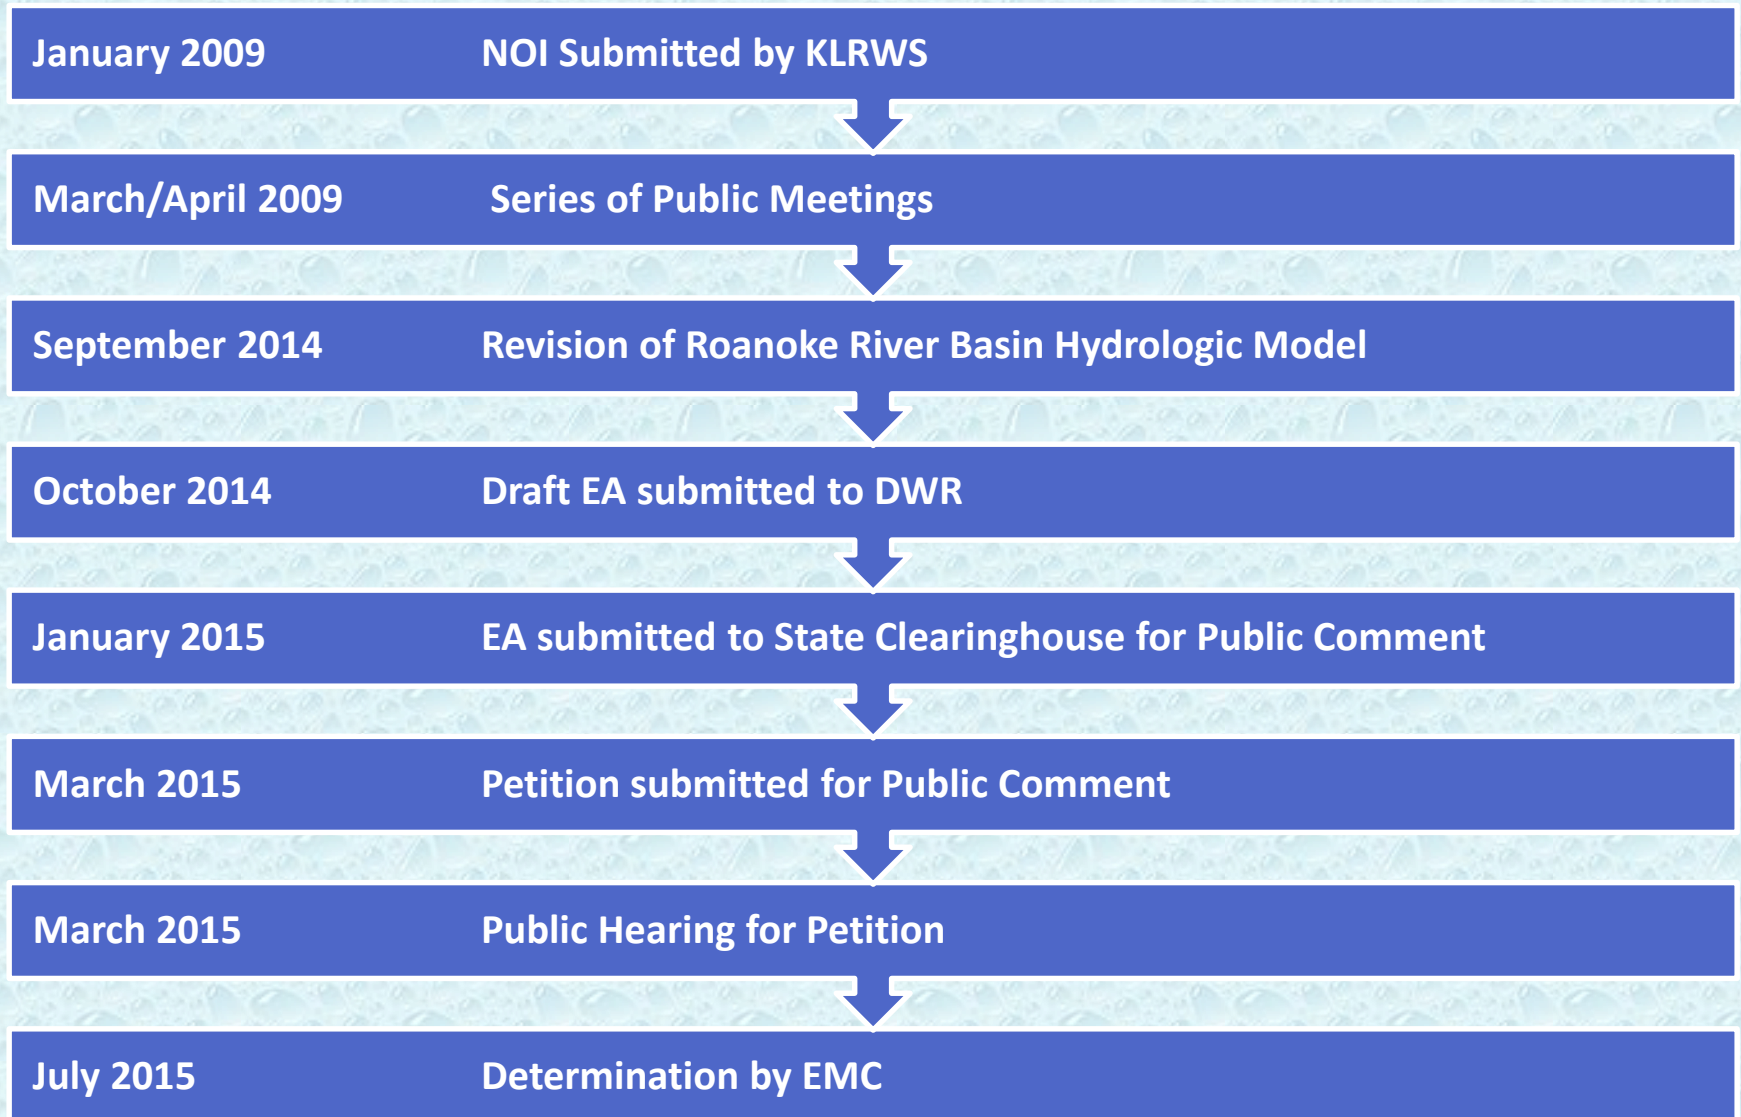 January 2009 NOI Submitted by KLRWS
March/April 2009 Series of Public Meetings
September 2014 Revision of Roanoke River Basin Hydrologic Model
October 2014 Draft EA submitted to DWR
January 2015 EA submitted to State Clearinghouse for Public Comment
March 2015 Petition submitted for Public Comment
March 2015 Public Hearing for Petition
July 2015 Determination by EMC